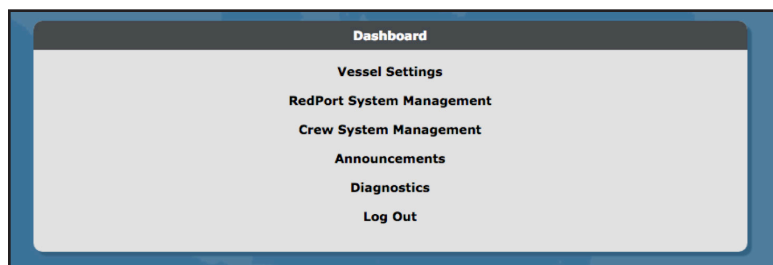 Dashboard
Vessel Settings
RedPort System Management
Crew System Management
Announcements
Diagnostics
Log Out